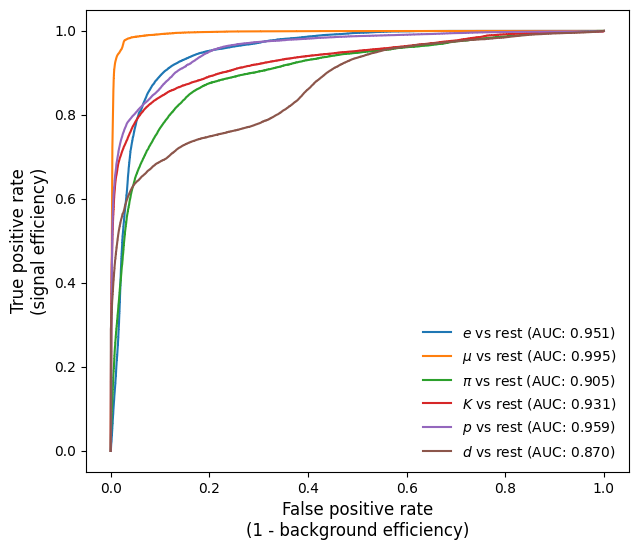 True positive rate
(signal efficiency)
1.0
0.8
0.6
0.4
0.2
0.0
e vs rest (AUC: 0.951)
μ vs rest (AUC: 0.995)
π vs rest (AUC: 0.905)
K vs rest (AUC: 0.931)
p vs rest (AUC: 0.959)
d vs rest (AUC: 0.870)
0.0 0.2 0.4 0.6 0.8 1.0
False positive rate
(1 - background efficiency)